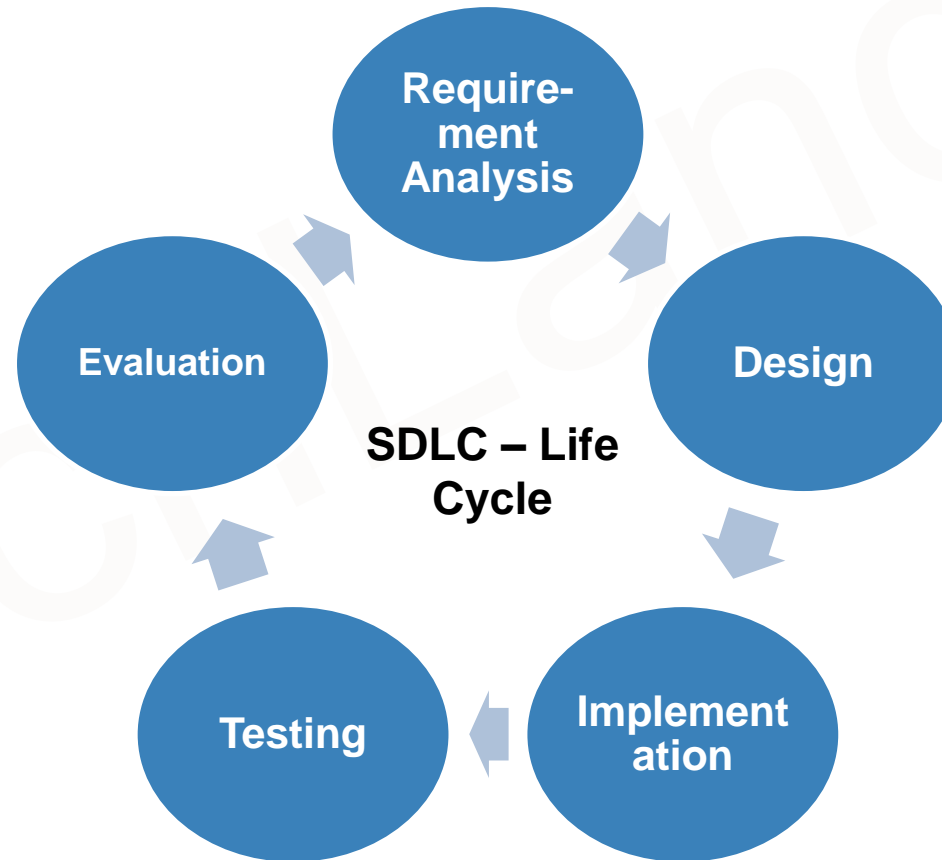 Require-
ment
Analysis
Design
Implement
ation
Testing
Evaluation
SDLC – Life
Cycle